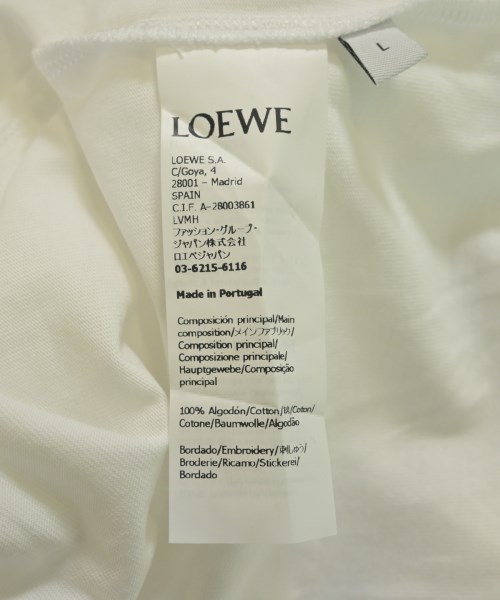 L
LOEWE
LOEWE S.A.
C/Goya, 4
28001 – Madrid
SPAIN
C.I.F. A-28003861
LVMH
ファッション・グループ・
ジャパン株式会社
ロエベジャパン
03-6215-6116
Made in Portugal
Composición principal/Main
composition/メインファブリック/
Composition principal/
Composizione principale/
Hauptgewebe/Composição
principal
100% Algodón/Cotton/綿/Coton/
Cotone/Baumwolle/Algodão
Bordado/Embroidery/刺しゅう/
Broderie/Ricamo/Stickerei/
Bordado